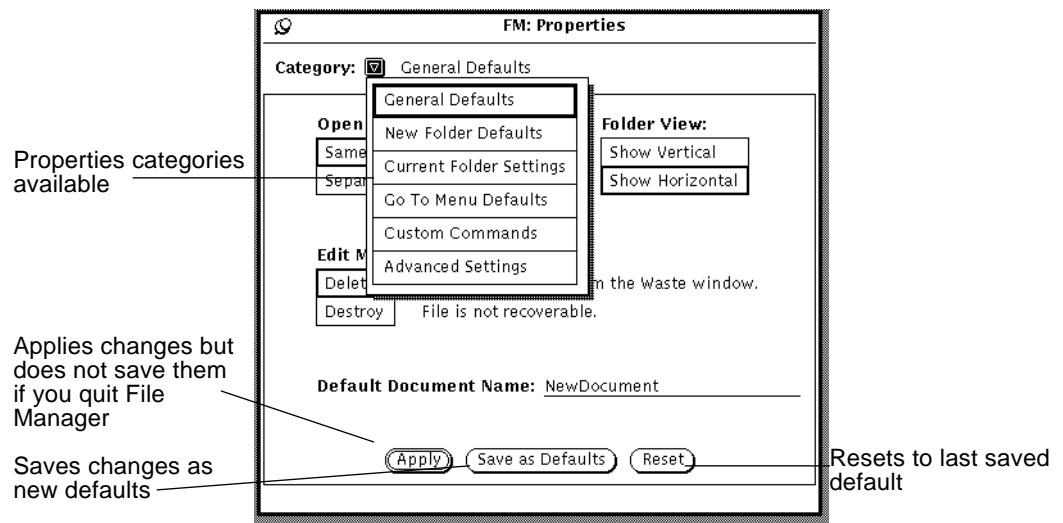 FM: Properties
Category: General Defaults
General Defaults
New Folder Defaults
Current Folder Settings
Go To Menu Defaults
Custom Commands
Advanced Settings
Open
Same
Folder View:
Show Vertical
Show Horizontal
Properties categories
available
Edit
the Waste window.
Destroy File is not recoverable.
Default Document Name: NewDocument
Applies changes but
does not save them
if you quit File
Manager
Apply Save as Defaults Reset
Saves changes as
new defaults
Resets to last saved
default